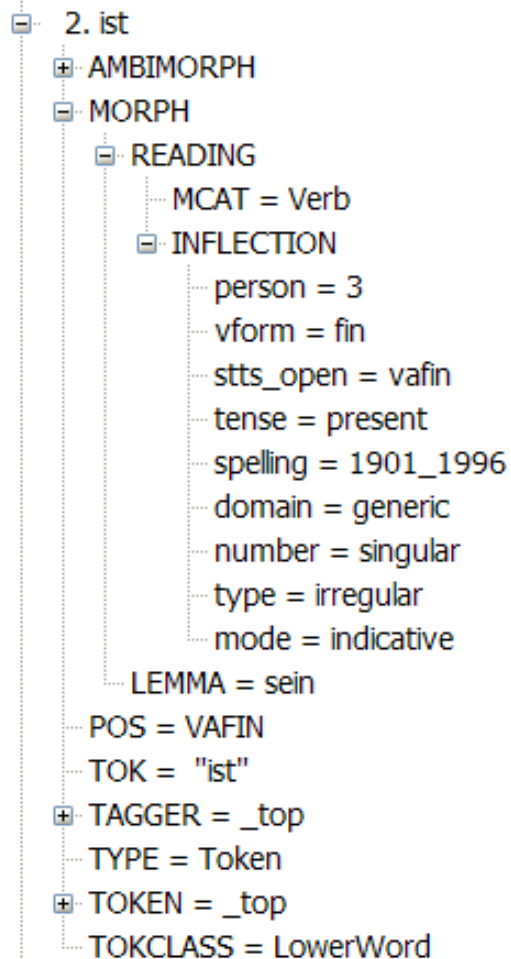 2. ist
AMBIMORPH
MORPH
READING
MCAT = Verb
INFLECTION
person = 3
vform = fin
stts_open = vafin
tense = present
spelling = 1901_1996
domain = generic
number = singular
type = irregular
mode = indicative
LEMMA = sein
POS = VAFIN
TOK = "ist"
TAGGER = _top
TYPE = Token
TOKEN = _top
TOKCLASS = LowerWord